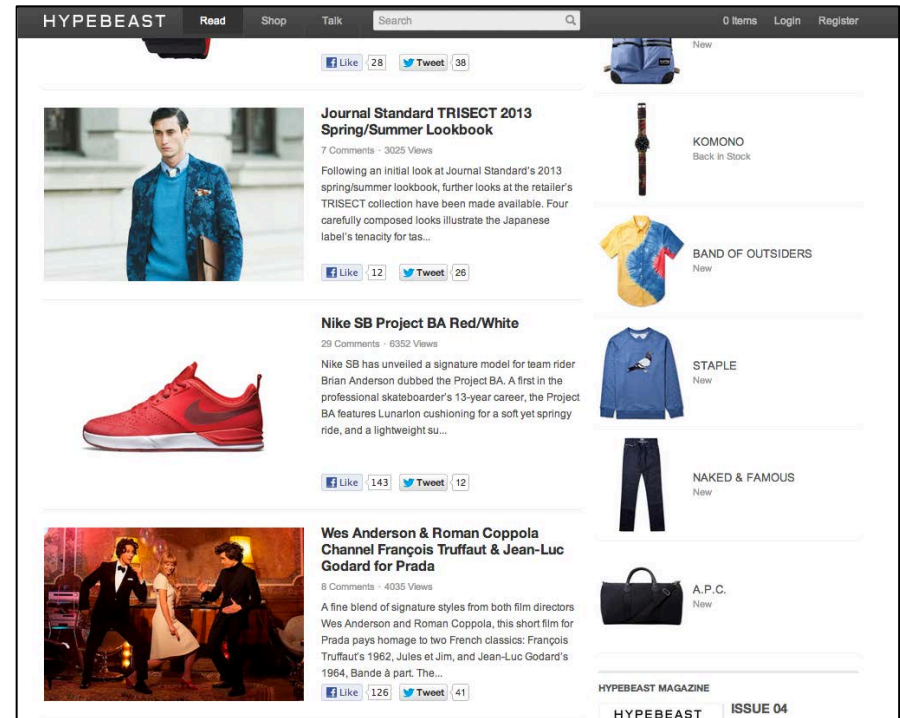 HYPEBEAST Read Shop Talk Search 0 Items Login Register
Like 28 Tweet 38
Journal Standard TRISECT 2013
Spring/Summer Lookbook
7 Comments · 3025 Views
Following an initial look at Journal Standard's 2013
spring/summer lookbook, further looks at the retailer's
TRISECT collection have been made available. Four
carefully composed looks illustrate the Japanese
label's tenacity for tas...
Like 12 Tweet 26
Nike SB Project BA Red/White
29 Comments · 6352 Views
Nike SB has unveiled a signature model for team rider
Brian Anderson dubbed the Project BA. A first in the
professional skateboarder's 13-year career, the Project
BA features Lunarlon cushioning for a soft yet springy
ride, and a lightweight su...
Like 143 Tweet 12
Wes Anderson & Roman Coppola
Channel François Truffaut & Jean-Luc
Godard for Prada
8 Comments · 4035 Views
A fine blend of signature styles from both film directors
Wes Anderson and Roman Coppola, this short film for
Prada pays homage to two French classics: François
Truffaut's 1962, Jules et Jim, and Jean-Luc Godard's
1964, Bande à part. The...
Like 126 Tweet 41
New
KOMONO
Back in Stock
BAND OF OUTSIDERS
New
STAPLE
New
NAKED & FAMOUS
New
A.P.C.
New
HYPEBEAST MAGAZINE
HYPEBEAST ISSUE 04